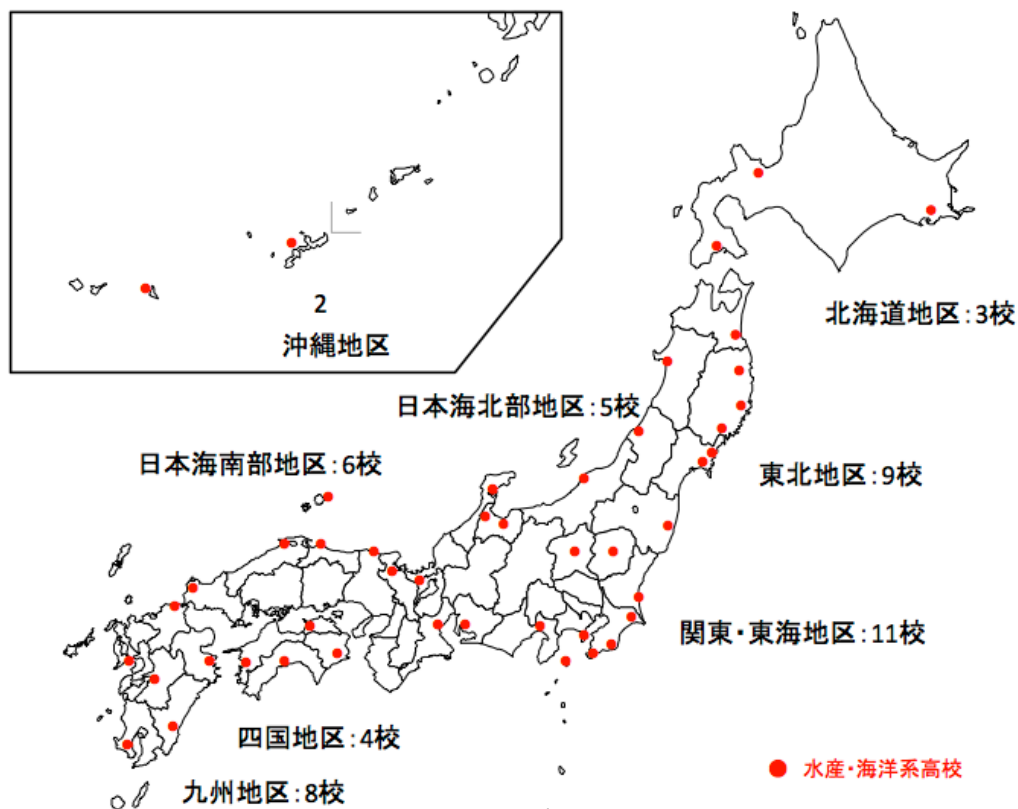 2
沖縄地区
北海道地区:3校
日本海北部地区:5校
日本海南部地区:6校
東北地区:9校
関東・東海地区:11校
四国地区:4校
水産・海洋系高校
九州地区:8校